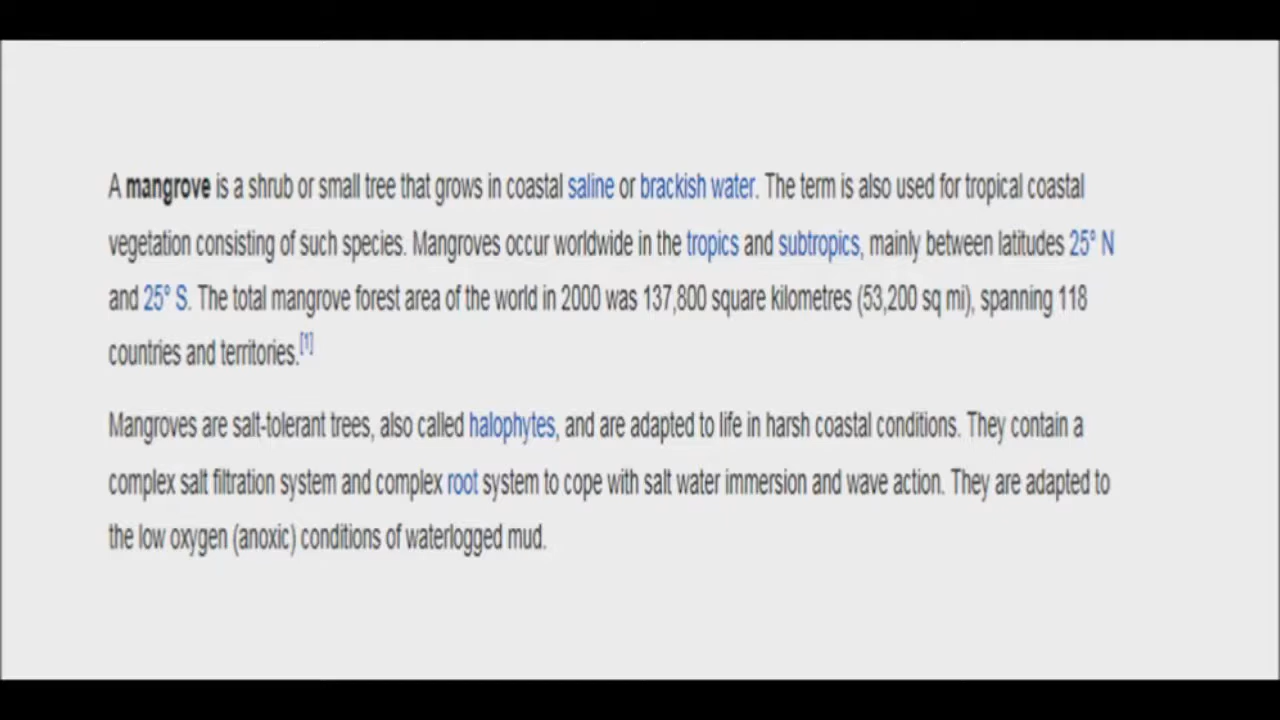 A mangrove is a shrub or small tree that grows in coastal saline or brackish water. The term is also used for tropical coastal
vegetation consisting of such species. Mangroves occur worldwide in the tropics and subtropics, mainly between latitudes 25° N
and 25° S. The total mangrove forest area of the world in 2000 was 137,800 square kilometres (53,200 sq mi), spanning 118
countries and territories.[1]
Mangroves are salt-tolerant trees, also called halophytes, and are adapted to life in harsh coastal conditions. They contain a
complex salt filtration system and complex root system to cope with salt water immersion and wave action. They are adapted to
the low oxygen (anoxic) conditions of waterlogged mud.